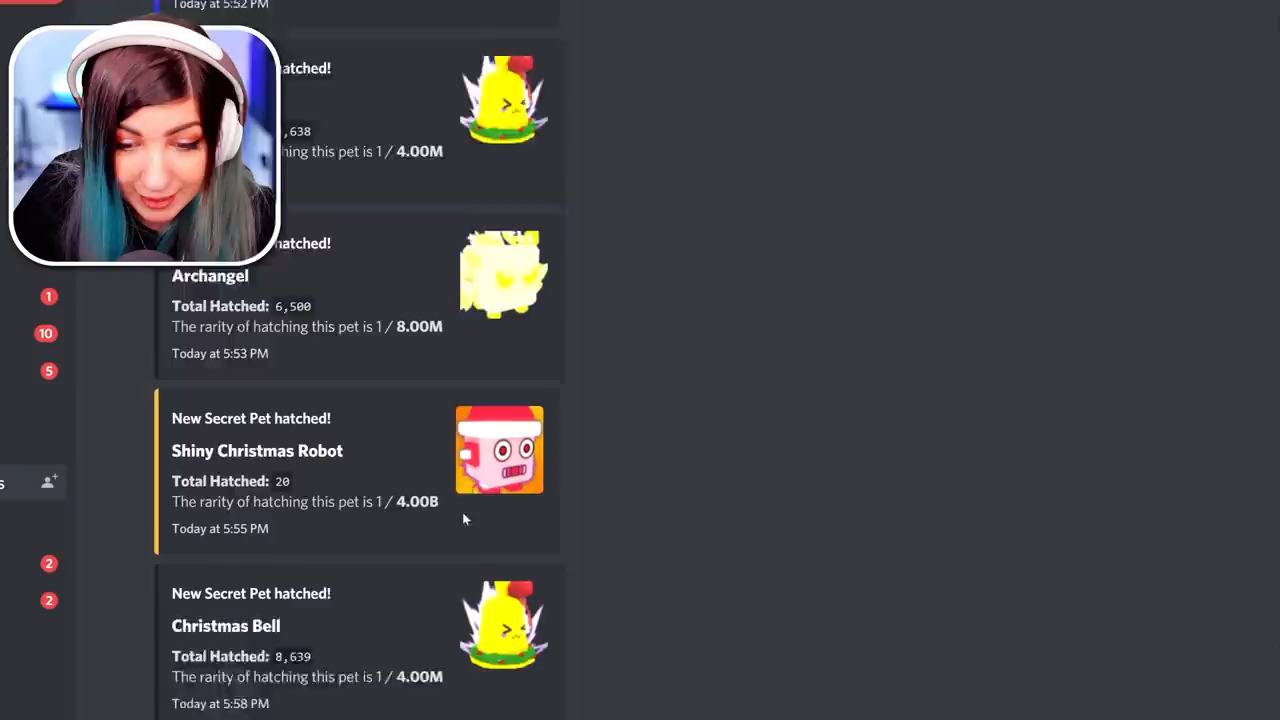 Today at 5:52 PM
atched!
,638
hing this pet is 1 / 4.00M
hatched!
Archangel
Total Hatched: 6,500
The rarity of hatching this pet is 1 / 8.00M
Today at 5:53 PM
1
10
5
New Secret Pet hatched!
Shiny Christmas Robot
Total Hatched: 20
The rarity of hatching this pet is 1 / 4.00B
Today at 5:55 PM
s
2
2
New Secret Pet hatched!
Christmas Bell
Total Hatched: 8,639
The rarity of hatching this pet is 1 / 4.00M
Today at 5:58 PM